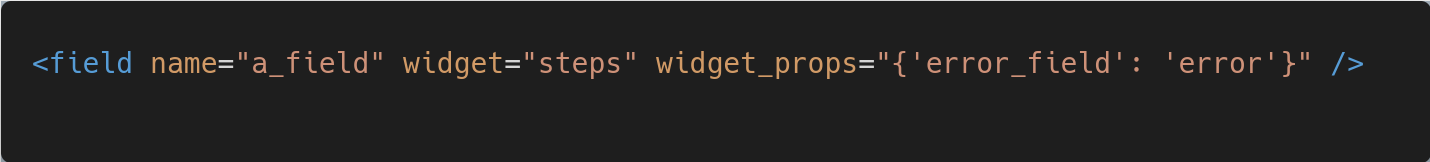 <field name="a_field" widget="steps" widget_props="{'error_field': 'error'}" />